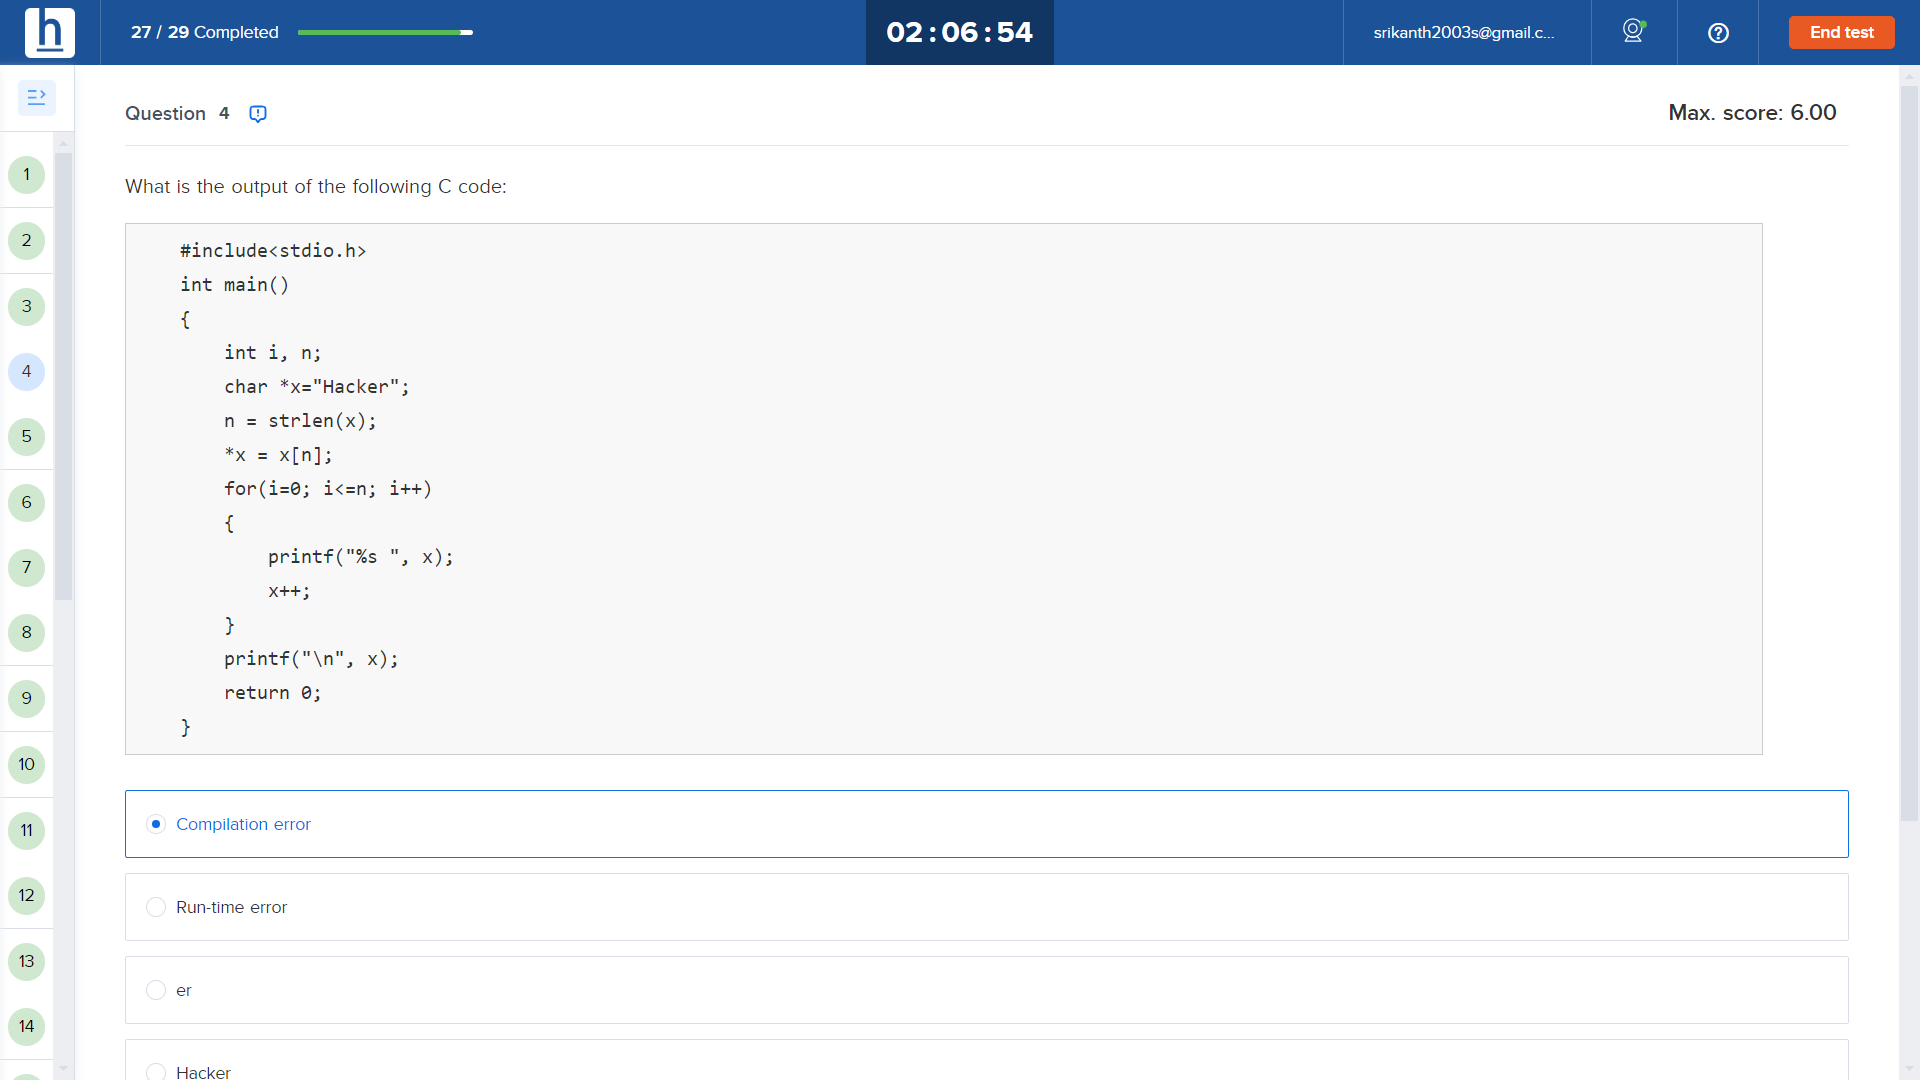 h
27 / 29 Completed
02 : 06 : 54
srikanth2003s@gmail.c...
?
End test
Question 4
Max. score: 6.00
What is the output of the following C code:
#include<stdio.h>
int main()
{
    int i, n;
    char *x="Hacker";
    n = strlen(x);
    *x = x[n];
    for(i=0; i<=n; i++)
    {
        printf("%s ", x);
        x++;
    }
    printf("\n", x);
    return 0;
}
Compilation error
Run-time error
er
Hacker
1
2
3
4
5
6
7
8
9
10
11
12
13
14